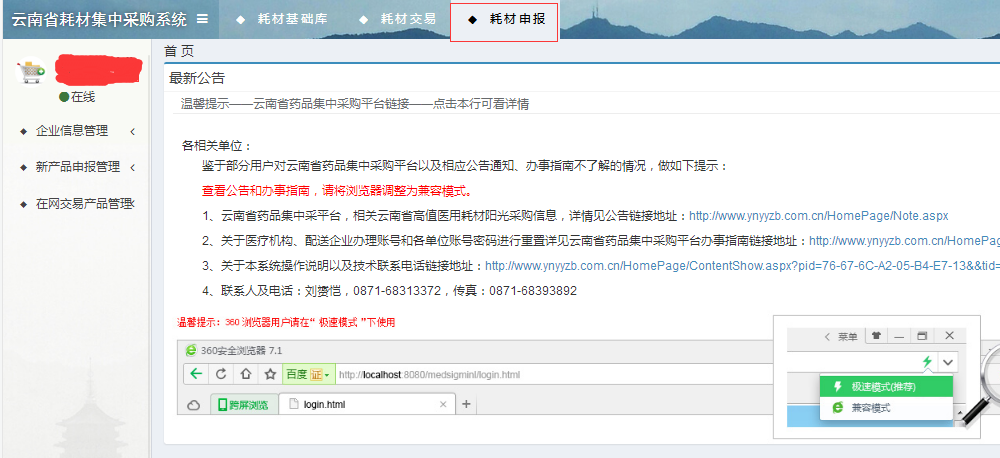 云南省耗材集中采购系统
耗材基础库
耗材交易
耗材申报
在线
企业信息管理
新产品申报管理
在网交易产品管理
首页
最新公告
温馨提示——云南省药品集中采购平台链接——点击本行可看详情
各相关单位：
鉴于部分用户对云南省药品集中采购平台以及相应公告通知、办事指南不了解的情况，做如下提示：
查看公告和办事指南，请将浏览器调整为兼容模式。
1、云南省药品集中采平台，相关云南省高值医用耗材阳光采购信息，详情见公告链接地址：http://www.ynyyzb.com.cn/HomePage/Note.aspx
2、关于医疗机构、配送企业办理账号和各单位账号密码进行重置详见云南省药品集中采购平台办事指南链接地址：http://www.ynyyzb.com.cn/HomePa
3、关于本系统操作说明以及技术联系电话链接地址：http://www.ynyyzb.com.cn/HomePage/ContentShow.aspx?pid=76-67-6C-A2-05-B4-E7-13&&tid=
4、联系人及电话：刘赟恺，0871-68313372，传真：0871-68393892
温馨提示：360 浏览器用户请在“ 极速模式 ”下使用
360安全浏览器 7.1
百度
证
http://localhost:8080/medsigminl/login.html
跨屏浏览
login.html
菜单
极速模式(推荐)
兼容模式